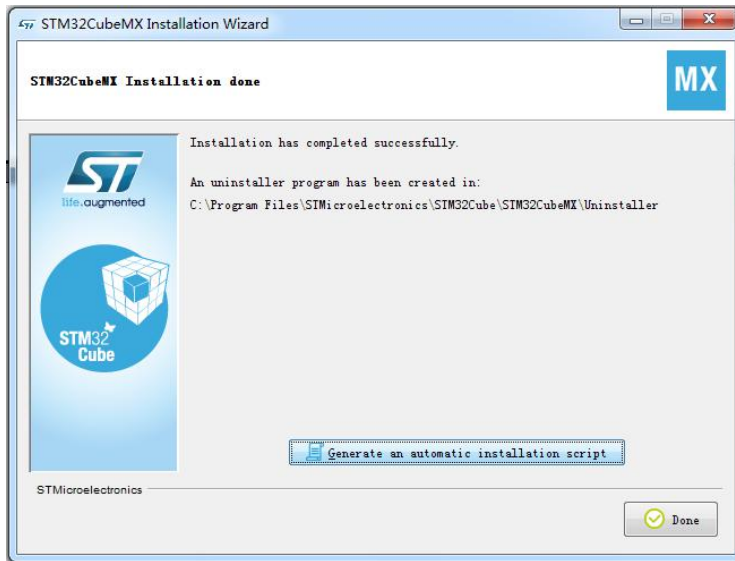 STM32CubeMX Installation Wizard
STM32CubeMX Installation done
MX
Installation has completed successfully.
An uninstaller program has been created in:
C:\Program Files\STMicroelectronics\STM32Cube\STM32CubeMX\Uninstaller
ST
life.augmented
STM32
Cube
Generate an automatic installation script
STMicroelectronics
Done